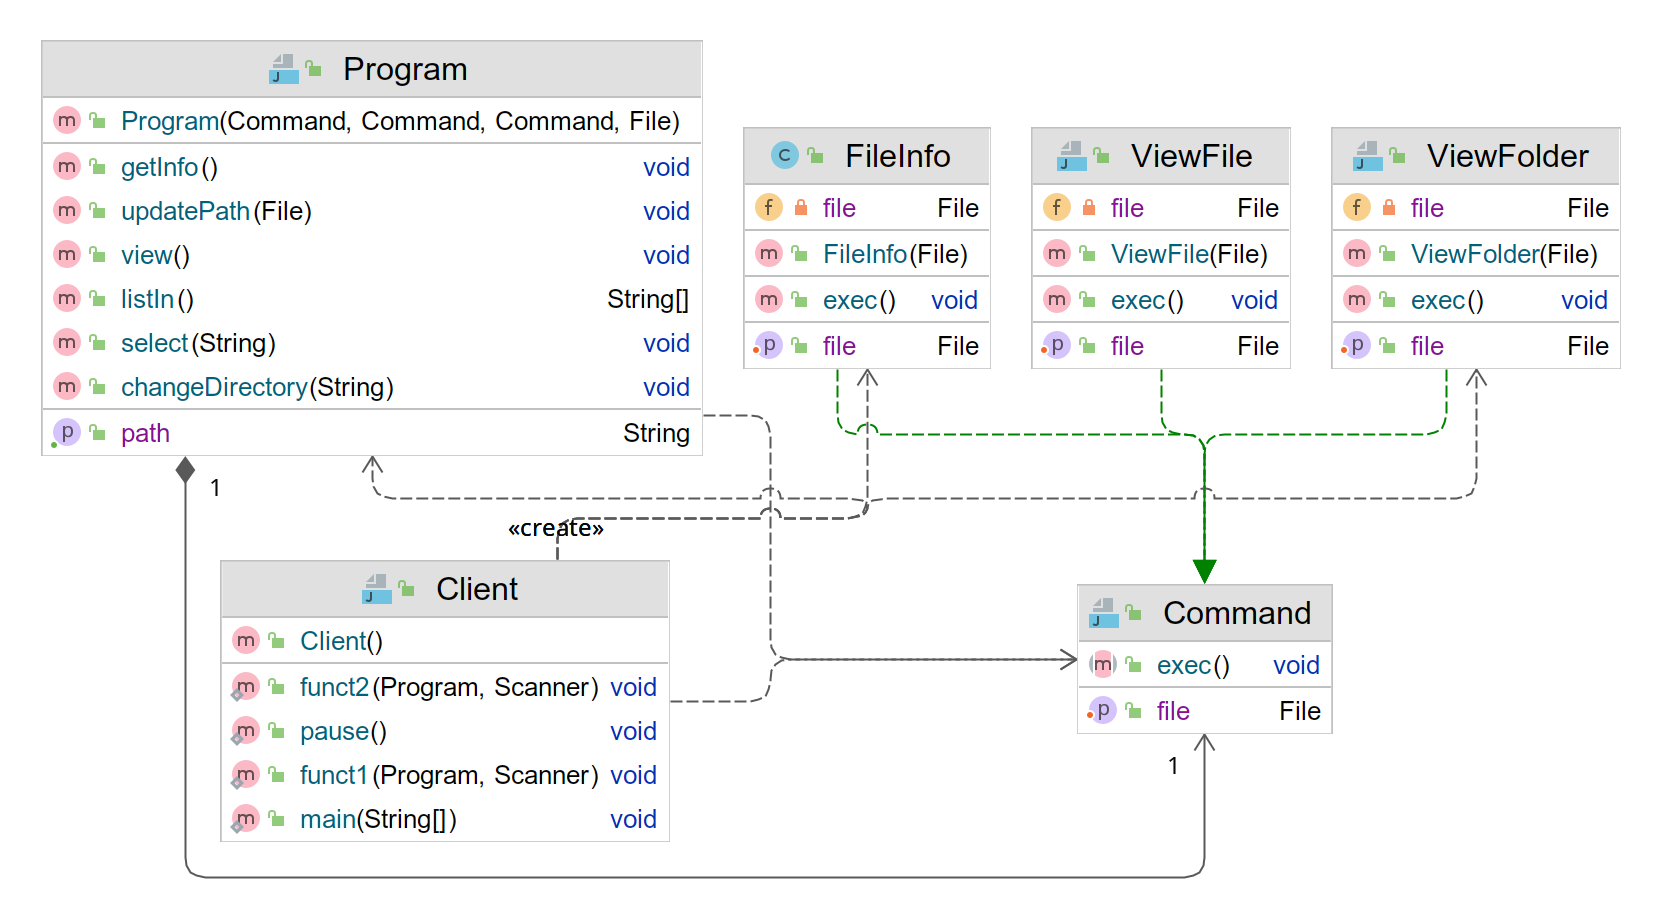 Program
Program(Command, Command, Command, File)
getInfo() void
updatePath(File) void
view() void
listIn() String[]
select(String) void
changeDirectory(String) void
path String
1
FileInfo
file File
FileInfo(File)
exec() void
file File
ViewFile
file File
ViewFile(File)
exec() void
file File
ViewFolder
file File
ViewFolder(File)
exec() void
file File
«create»
Client
Client()
funct2(Program, Scanner) void
pause() void
funct1(Program, Scanner) void
main(String[]) void
Command
exec() void
file File
1